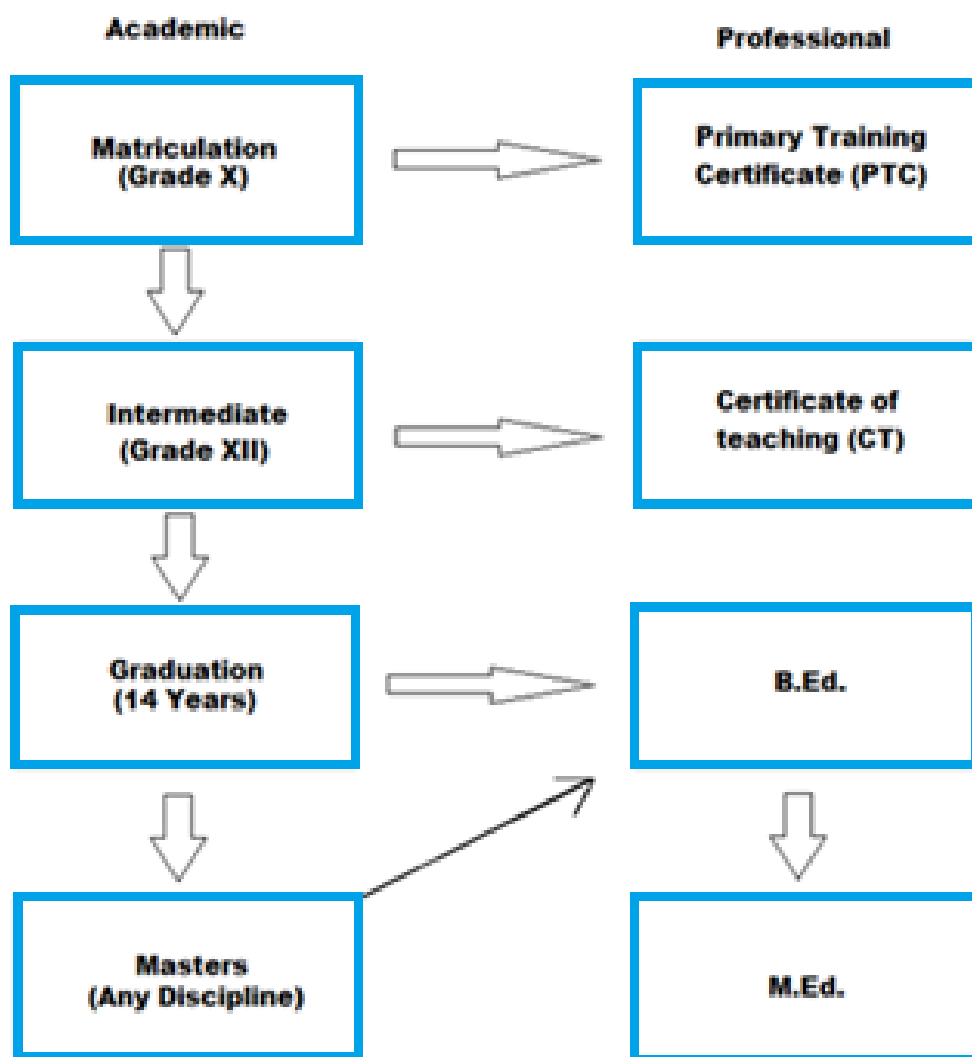 Academic
Professional
Matriculation
(Grade X)
Primary Training
Certificate (PTC)
Intermediate
(Grade XII)
Certificate of
teaching (CT)
Graduation
(14 Years)
B.Ed.
Masters
(Any Discipline)
M.Ed.